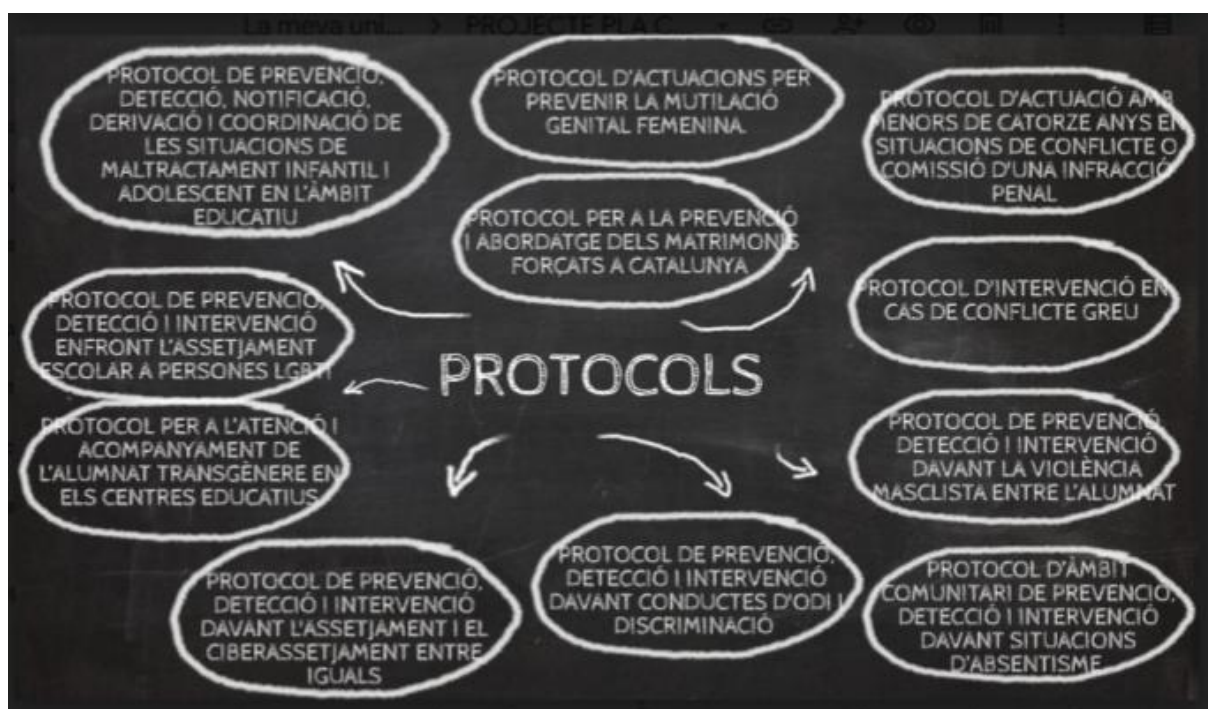 La meva uni... > PROJECTE PLA C...
PROTOCOL DE PREVENCIÓ,
DETECCIÓ, NOTIFICACIÓ,
DERIVACIÓ I COORDINACIÓ DE
LES SITUACIONS DE
MALTRACTAMENT INFANTIL I
ADOLESCENT EN L'ÀMBIT
EDUCATIU
PROTOCOL D'ACTUACIONS PER
PREVENIR LA MUTILACIÓ
GENITAL FEMENINA.
PROTOCOL D'ACTUACIÓ AMB
MENORS DE CATORZE ANYS EN
SITUACIONS DE CONFLICTE O
COMISSIÓ D'UNA INFRACCIÓ
PENAL
PROTOCOL PER A LA PREVENCIÓ
I ABORDATGE DELS MATRIMONIS
FORÇATS A CATALUNYA
PROTOCOL DE PREVENCIÓ,
DETECCIÓ I INTERVENCIÓ
ENFRONT L'ASSETJAMENT
ESCOLAR A PERSONES LGBTI
PROTOCOL D'INTERVENCIÓ EN
CAS DE CONFLICTE GREU
PROTOCOLS
PROTOCOL PER A L'ATENCIÓ I
ACOMPANYAMENT DE
L'ALUMNAT TRANSGÈNERE EN
ELS CENTRES EDUCATIUS
PROTOCOL DE PREVENCIÓ,
DETECCIÓ I INTERVENCIÓ
DAVANT LA VIOLÈNCIA
MASCLISTA ENTRE L'ALUMNAT
PROTOCOL DE PREVENCIÓ,
DETECCIÓ I INTERVENCIÓ
DAVANT L'ASSETJAMENT I EL
CIBERASSETJAMENT ENTRE
IGUALS
PROTOCOL DE PREVENCIÓ,
DETECCIÓ I INTERVENCIÓ
DAVANT CONDUCTES D'ODI I
DISCRIMINACIÓ
PROTOCOL D'ÀMBIT
COMUNITARI DE PREVENCIÓ,
DETECCIÓ I INTERVENCIÓ
DAVANT SITUACIONS
D'ABSENTISME